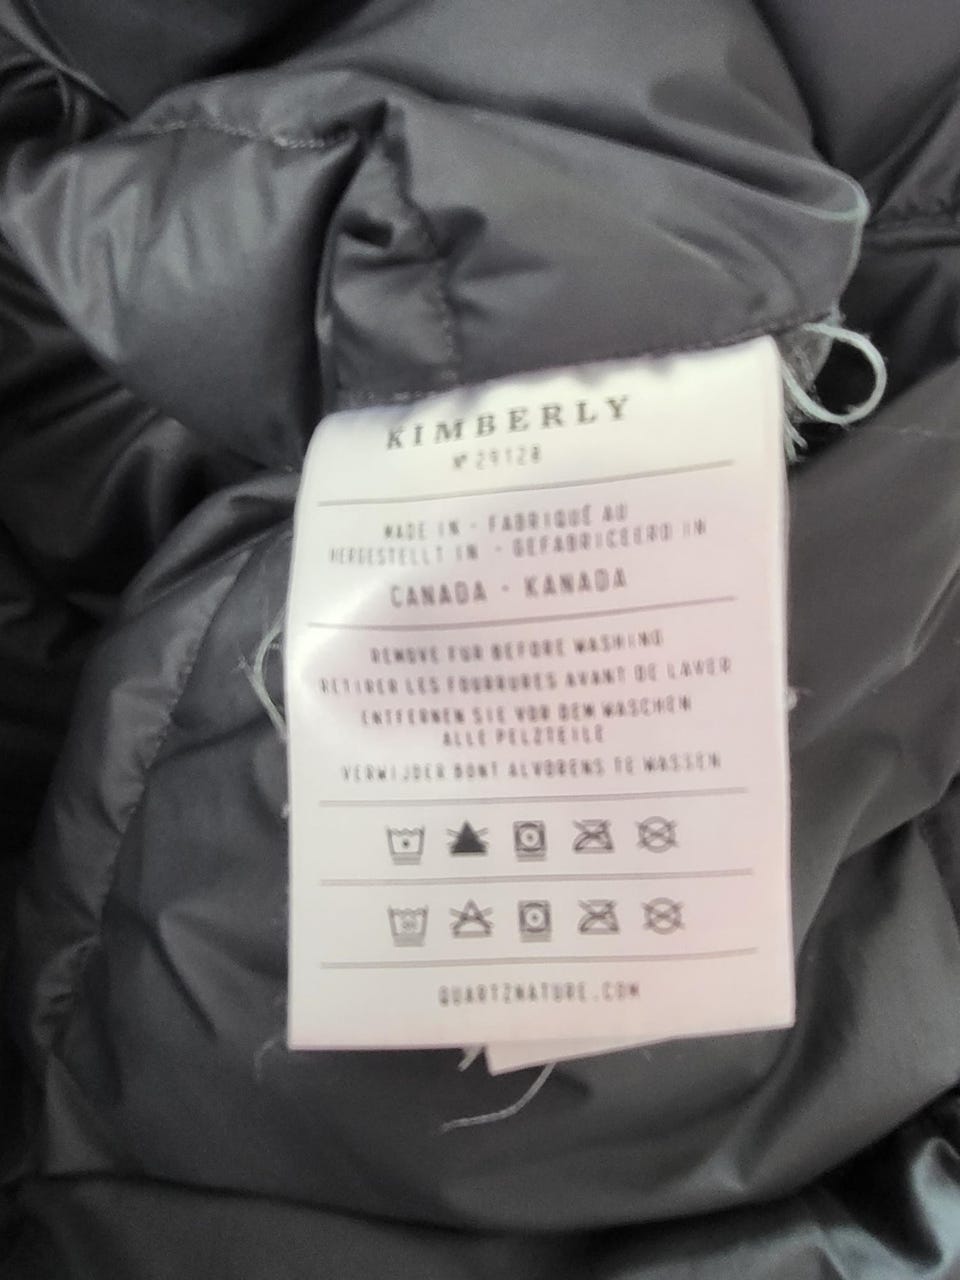 KIMBERLY
Nº 29128
MADE IN - FABRIQUÉ AU
HERGESTELLT IN - GEFABRICEERD IN
CANADA - KANADA
REMOVE FUR BEFORE WASHING
RETIRER LES FOURRURES AVANT DE LAVER
ENTFERNEN SIE VOR DEM WASCHEN
ALLE PELZTEILE
VERWIJDER BONT ALVORENS TE WASSEN
QUARTZNATURE.COM